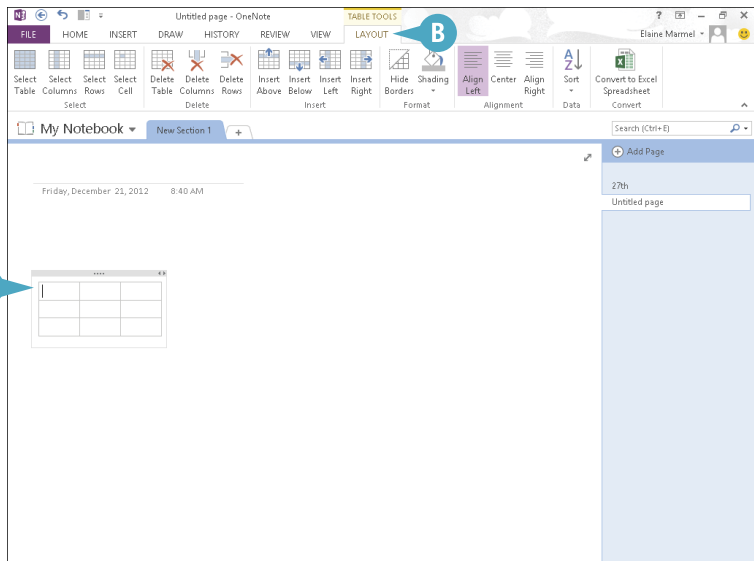 Untitled page - OneNote
TABLE TOOLS
?
FILE HOME INSERT DRAW HISTORY REVIEW VIEW LAYOUT
B
Elaine Marmel
Select Table
Select Columns
Select Rows
Select Cell
Delete Table
Delete Columns
Delete Rows
Insert Above
Insert Below
Insert Left
Insert Right
Hide Borders
Shading
Align Left
Center
Align Right
A
Z
Sort
Convert to Excel Spreadsheet
Select
Delete
Insert
Format
Alignment
Data
Convert
My Notebook
New Section 1
+
Search (Ctrl+E)
Add Page
Friday, December 21, 2012 8:40 AM
27th
Untitled page